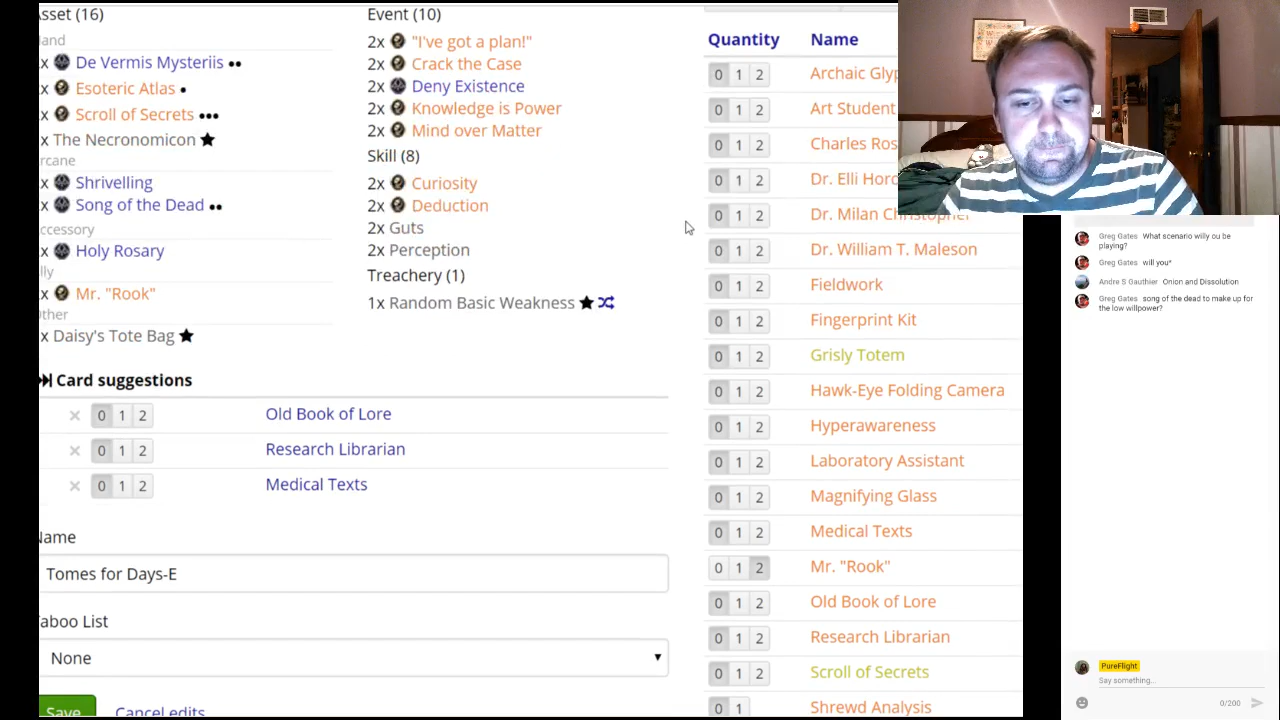 Asset (16)
Event (10)
Quantity Name
2x "I've got a plan!"
x De Vermis Mysteriis ●●
2x Crack the Case
0 1 2 Archaic Glyp
x Esoteric Atlas ●
2x Deny Existence
0 1 2 Art Student
x Scroll of Secrets ●●●
2x Knowledge is Power
x The Necronomicon ★
2x Mind over Matter
0 1 2 Charles Ros
Skill (8)
x Shrivelling
2x Curiosity
0 1 2 Dr. Elli Horo
x Song of the Dead ●●
2x Deduction
0 1 2 Dr. Milan Christopher
2x Guts
x Holy Rosary
2x Perception
0 1 2 Dr. William T. Maleson
Treachery (1)
0 1 2 Fieldwork
x Mr. "Rook"
1x Random Basic Weakness ★
0 1 2 Fingerprint Kit
x Daisy's Tote Bag ★
0 1 2 Grisly Totem
Card suggestions
0 1 2 Hawk-Eye Folding Camera
× 0 1 2 Old Book of Lore
0 1 2 Hyperawareness
× 0 1 2 Research Librarian
0 1 2 Laboratory Assistant
× 0 1 2 Medical Texts
0 1 2 Magnifying Glass
Name
0 1 2 Medical Texts
Tomes for Days-E
0 1 2 Mr. "Rook"
0 1 2 Old Book of Lore
Taboo List
0 1 2 Research Librarian
None
0 1 2 Scroll of Secrets
Save Cancel edits
0 1 Shrewd Analysis
Greg Gates What scenario willy ou be
playing?
Greg Gates will you*
Andre S Gauthier Onion and Dissolution
Greg Gates song of the dead to make up for
the low willpower?
PureFlight
Say something...
0/200